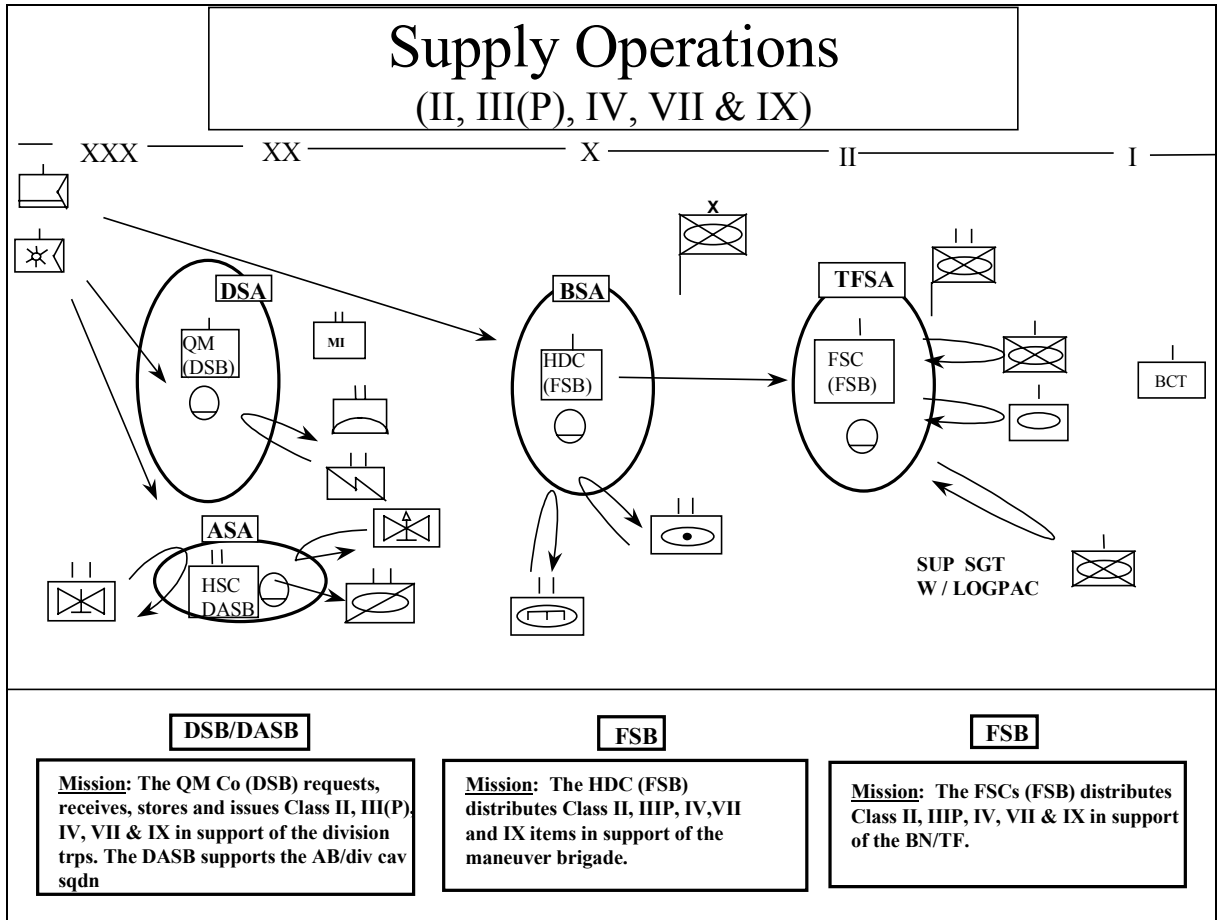 Supply Operations
(II, III(P), IV, VII & IX)
XXX XX X II I
X
DSA
BSA
TFSA
QM
(DSB)
MI
HDC
(FSB)
FSC
(FSB)
BCT
ASA
HSC
DASB
SUP SGT
W / LOGPAC
DSB/DASB
Mission: The QM Co (DSB) requests,
receives, stores and issues Class II, III(P),
IV, VII & IX in support of the division
trps. The DASB supports the AB/div cav
sqdn
FSB
Mission: The HDC (FSB)
distributes Class II, IIIP, IV,VII
and IX items in support of the
maneuver brigade.
FSB
Mission: The FSCs (FSB) distributes
Class II, IIIP, IV, VII & IX in support
of the BN/TF.